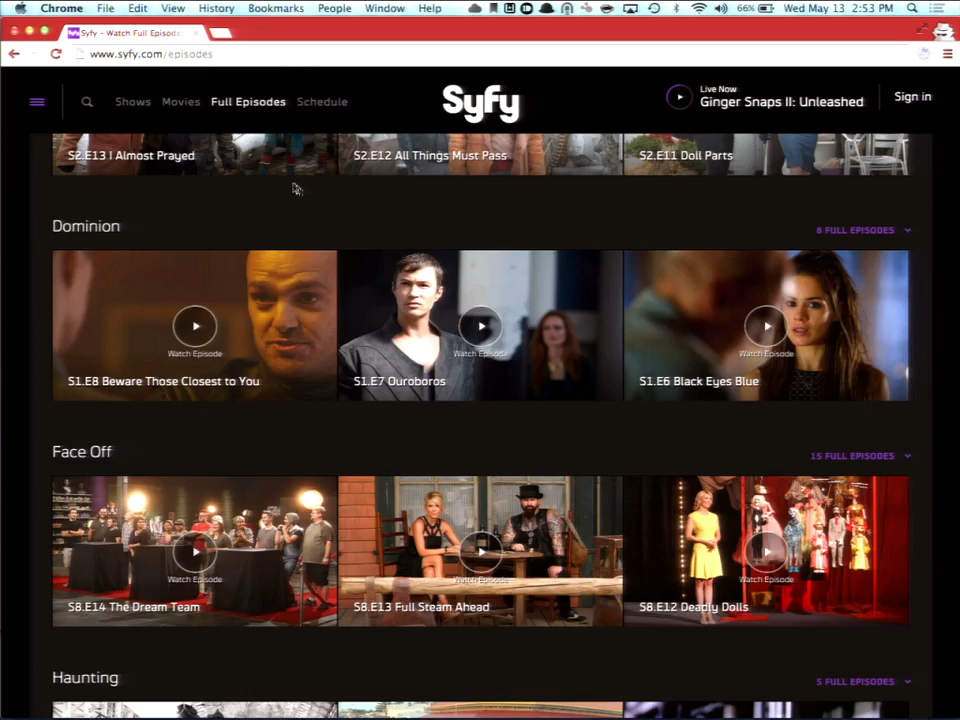 Chrome File Edit View History Bookmarks People Window Help 66% Wed May 13 2:53 PM
Syfy - Watch Full Episode
www.syfy.com/episodes
Shows Movies Full Episodes Schedule
Syfy
Live Now
Ginger Snaps II: Unleashed
Sign in
S2.E13 I Almost Prayed
S2.E12 All Things Must Pass
S2.E11 Doll Parts
Dominion
8 FULL EPISODES
Watch Episode
Watch Episode
Watch Episode
S1.E8 Beware Those Closest to You
S1.E7 Ouroboros
S1.E6 Black Eyes Blue
Face Off
15 FULL EPISODES
Watch Episode
Watch Episode
Watch Episode
S8.E14 The Dream Team
S8.E13 Full Steam Ahead
S8.E12 Deadly Dolls
Haunting
5 FULL EPISODES